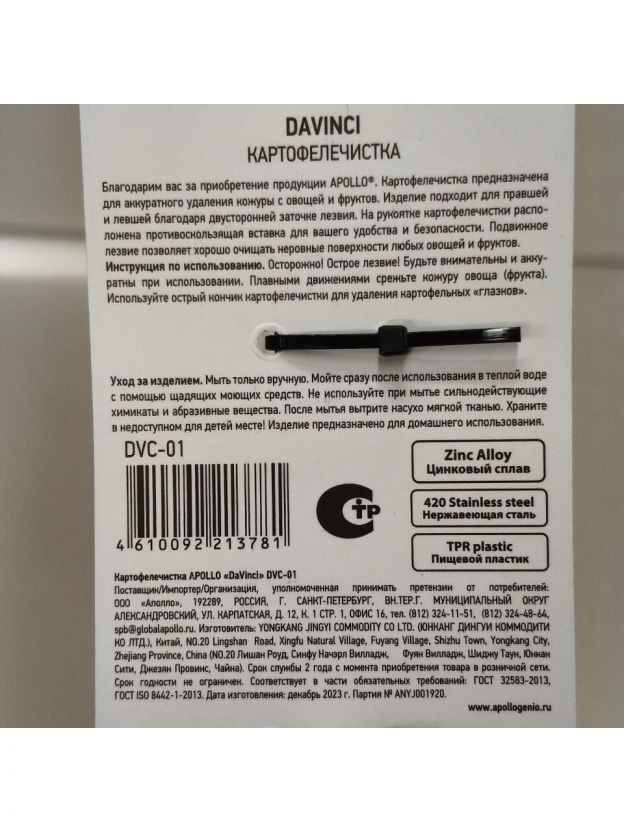 DAVINCI
КАРТОФЕЛЕЧИСТКА
Благодарим вас за приобретение продукции APOLLO®. Картофелечистка предназначена
для аккуратного удаления кожуры с овощей и фруктов. Изделие подходит для правшей
и левшей благодаря двусторонней заточке лезвия. На рукоятке картофелечистки распо-
ложена противоскользящая вставка для вашего удобства и безопасности. Подвижное
лезвие позволяет хорошо очищать неровные поверхности любых овощей и фруктов.
Инструкция по использованию. Осторожно! Острое лезвие! Будьте внимательны и акку-
ратны при использовании. Плавными движениями срежьте кожуру овоща (фрукта).
Используйте острый кончик картофелечистки для удаления картофельных «глазков».
Уход за изделием. Мыть только вручную. Мойте сразу после использования в теплой воде
с помощью щадящих моющих средств. Не используйте при мытье сильнодействующие
химикаты и абразивные вещества. После мытья вытрите насухо мягкой тканью. Храните
в недоступном для детей месте! Изделие предназначено для домашнего использования.
DVC-01
4 610092 213781
СТР
Zinc Alloy
Цинковый сплав
420 Stainless steel
Нержавеющая сталь
TPR plastic
Пищевой пластик
Картофелечистка APOLLO «DaVinci» DVC-01
Поставщик/Импортер/Организация, уполномоченная принимать претензии от потребителей:
ООО «Аполло», 192289, РОССИЯ, Г. САНКТ-ПЕТЕРБУРГ, ВН.ТЕР.Г. МУНИЦИПАЛЬНЫЙ ОКРУГ
АЛЕКСАНДРОВСКИЙ, УЛ. КАРПАТСКАЯ, Д. 12, К. 1 СТР. 0, ОФИС 16, тел. (812) 324-11-51, (812) 324-48-64,
spb@globalapollo.ru. Изготовитель: YONGKANG JINGYI COMMODITY CO LTD., (ЮНКАНГ ДИНГУИ КОММОДИТИ
КО ЛТД.), Китай, NO.20 Lingshan Road, Xingfu Natural Village, Fuyang Village, Shizhu Town, Yongkang City,
Zhejiang Province, China (NO.20 Лингшан Роуд, Синфу Начэрл Вилладж, Фуян Вилладж, Шиджу Таун, Юнкан
Сити, Джезян Провинс, Чайна). Срок службы 2 года с момента приобретения товара в розничной сети.
Срок годности не ограничен. Соответствует в части обязательных требований: ГОСТ 32583-2013,
ГОСТ ISO 8442-1-2013. Дата изготовления: декабрь 2023 г. Партия № ANYJ001920.
www.apollogenio.ru